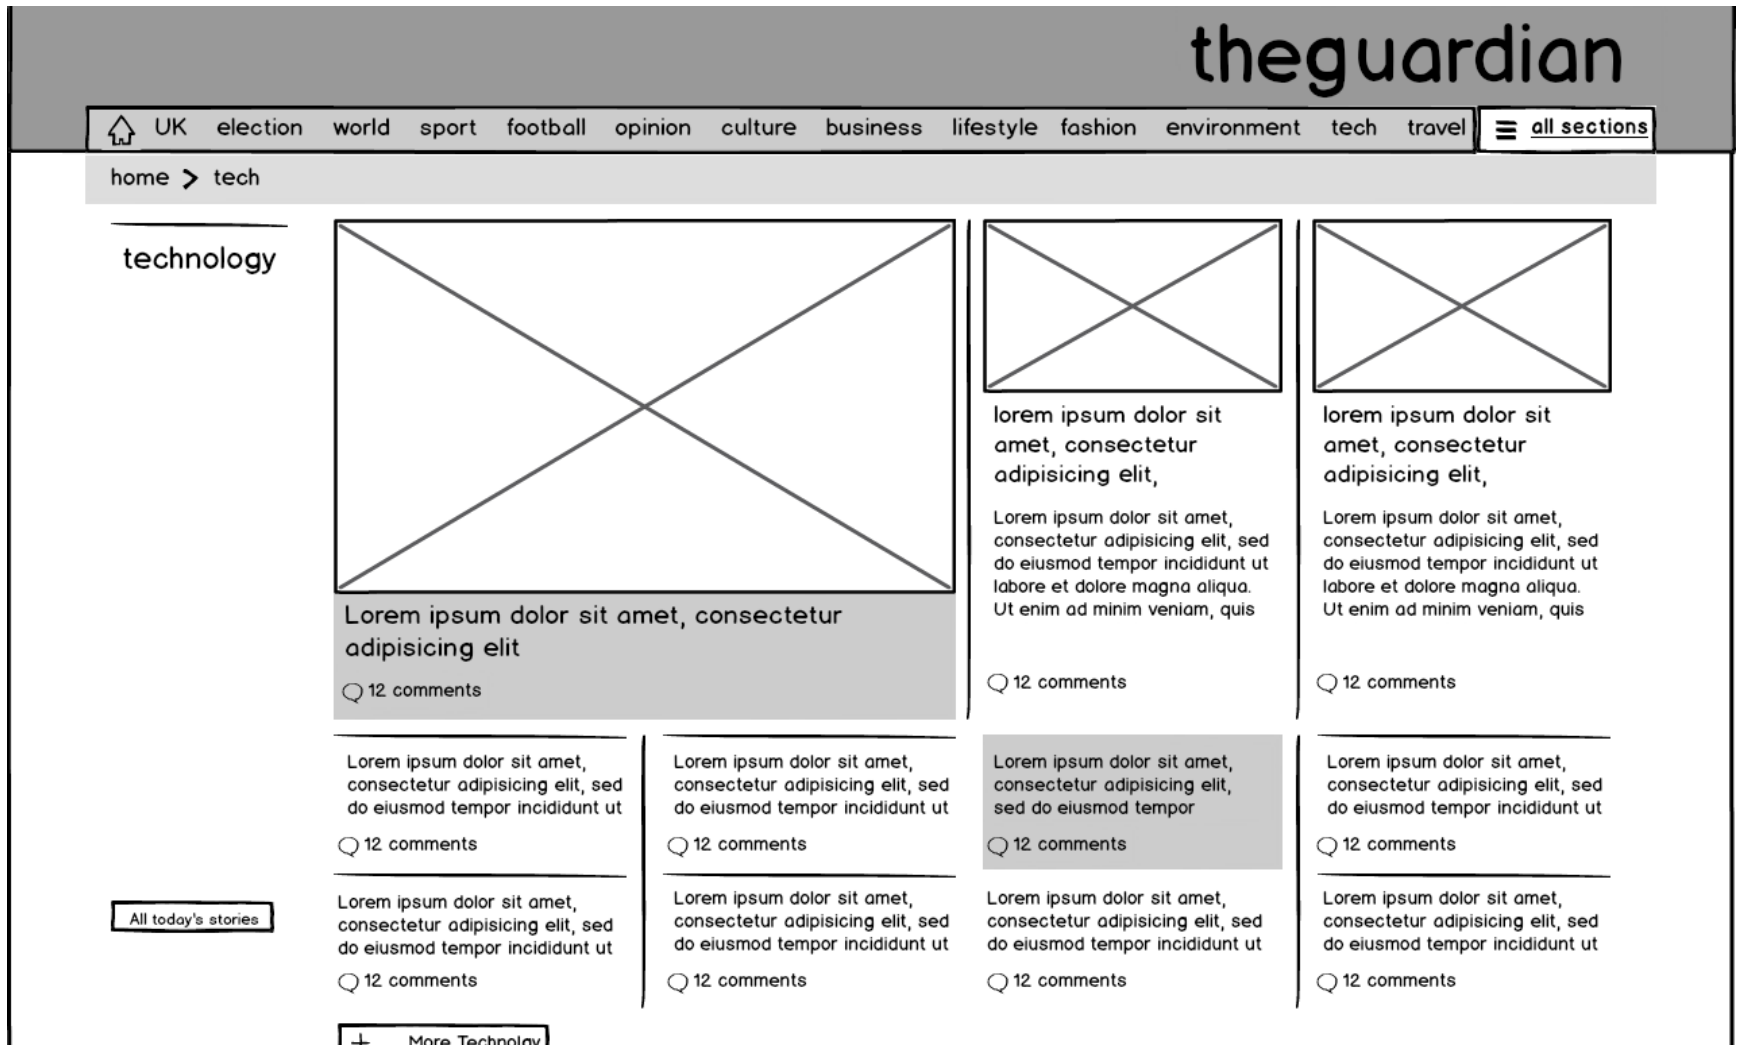 theguardian
UK election world sport football opinion culture business lifestyle fashion environment tech travel all sections
home > tech
technology
lorem ipsum dolor sit
amet, consectetur
adipisicing elit,
Lorem ipsum dolor sit amet,
consectetur adipisicing elit, sed
do eiusmod tempor incididunt ut
labore et dolore magna aliqua.
Ut enim ad minim veniam, quis
12 comments
lorem ipsum dolor sit
amet, consectetur
adipisicing elit,
Lorem ipsum dolor sit amet,
consectetur adipisicing elit, sed
do eiusmod tempor incididunt ut
labore et dolore magna aliqua.
Ut enim ad minim veniam, quis
12 comments
Lorem ipsum dolor sit amet, consectetur
adipisicing elit
12 comments
Lorem ipsum dolor sit amet,
consectetur adipisicing elit, sed
do eiusmod tempor incididunt ut
12 comments
Lorem ipsum dolor sit amet,
consectetur adipisicing elit, sed
do eiusmod tempor incididunt ut
12 comments
Lorem ipsum dolor sit amet,
consectetur adipisicing elit,
sed do eiusmod tempor
12 comments
Lorem ipsum dolor sit amet,
consectetur adipisicing elit, sed
do eiusmod tempor incididunt ut
12 comments
All today's stories
Lorem ipsum dolor sit amet,
consectetur adipisicing elit, sed
do eiusmod tempor incididunt ut
12 comments
Lorem ipsum dolor sit amet,
consectetur adipisicing elit, sed
do eiusmod tempor incididunt ut
12 comments
Lorem ipsum dolor sit amet,
consectetur adipisicing elit, sed
do eiusmod tempor incididunt ut
12 comments
Lorem ipsum dolor sit amet,
consectetur adipisicing elit, sed
do eiusmod tempor incididunt ut
12 comments
+ More Technolgy